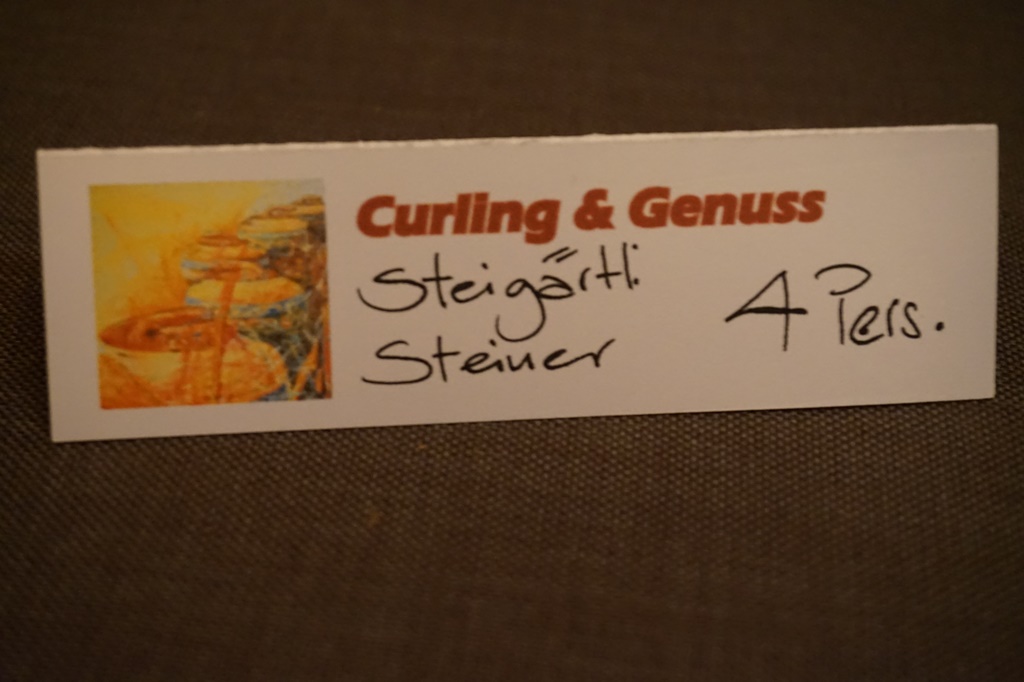 Curling & Genuss
Steigärtli
Steiner
4 Pers.